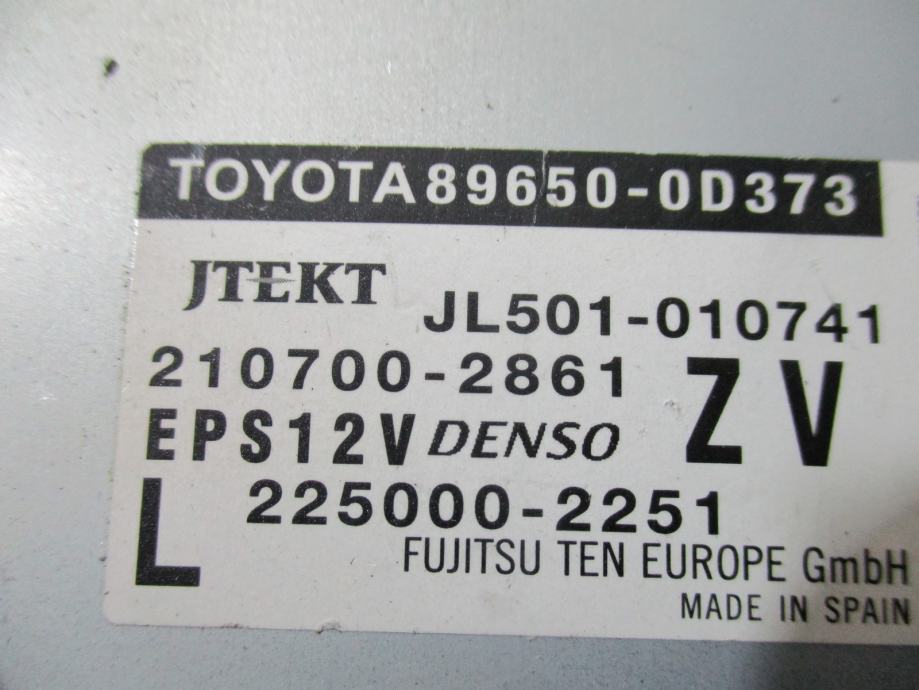 TOYOTA 89650-0D373
JTEKT JL501-010741
210700-2861 ZV
EPS12V DENSO
L 225000-2251
FUJITSU TEN EUROPE GmbH
MADE IN SPAIN